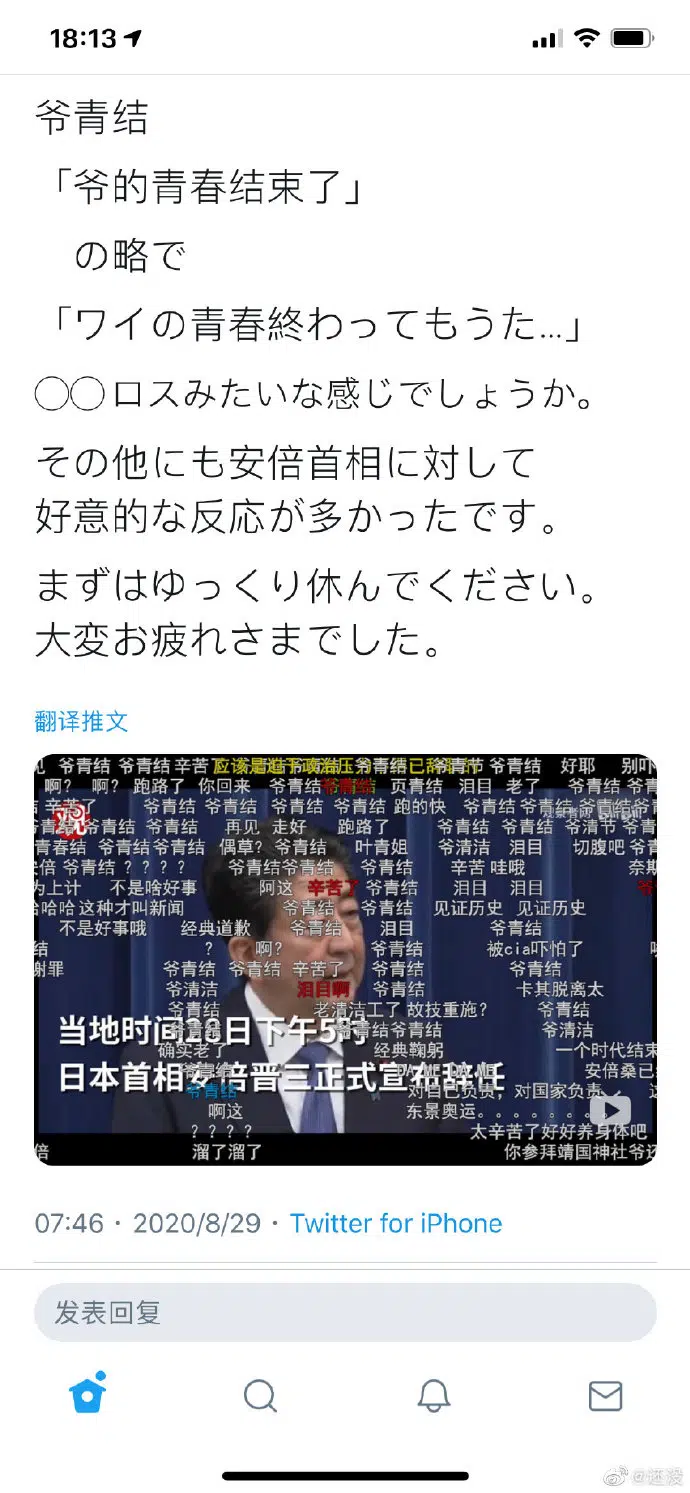 18:13
爷青结
「爷的青春结束了」
の略で
「ワイの青春終わってもうた...」
◯◯ロスみたいな感じでしょうか。
その他にも安倍首相に対して
好意的な反応が多かったです。
まずはゆっくり休んでください。
大変お疲れさまでした。
翻译推文
爷青结 爷青结 辛苦了 爷青结 爷青结 好耶 别吓
啊? 啊? 跑路了 你回来 爷青结 爷青结 页青结 泪目 老了 爷青结 爷青
辛苦了 爷青结 爷青结 爷青结 爷青结 跑的快 爷青结 爷青结
爷青结 爷青结 再见 走好 跑路了 爷青结 爷青结 爷清节 爷青
青春结 爷青结 爷青结 偶草? 爷青结 叶青姐 爷清洁 泪目 切腹吧 爷青
倍 爷青结 ? ? ? ? 爷青结爷青结 爷青结 辛苦 哇哦 奈斯
为上计 不是啥好事 阿这 辛苦了 爷青结 泪目 泪目
哈哈 这种才叫新闻 爷青结 爷青结 见证历史 见证历史
不是好事哦 经典道歉 爷青结 泪目 爷青结
结 ? 啊? 爷青结 被cia吓怕了
谢罪 爷青结 爷青结 辛苦了 爷青结 爷青结
爷清洁 泪目啊 爷青结 卡其脱离太
爷青结 老清洁工了 故技重施? 爷青结
当地时间28日下午5时
爷青结 爷清洁
确实老了 经典鞠躬 一个时代结束
日本首相安倍晋三正式宣布辞任
安倍桑已
爷青结 对自己负责,对国家负责
啊这 东景奥运。。。。。。
? ? ? ? 太辛苦了好好养身体吧
倍 溜了溜了 你参拜靖国神社爷还
07:46 · 2020/8/29 · Twitter for iPhone
发表回复
@还没